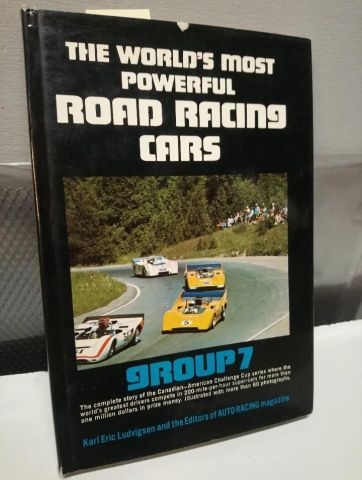 THE WORLD'S MOST
POWERFUL
ROAD RACING
CARS
GROUP 7
The complete story of the Canadian-American Challenge Cup series where the
world's greatest drivers compete in 200-mile-per-hour super-cars for more than
one million dollars in prize money. Illustrated with more than 60 photographs.
Karl Eric Ludvigsen and the Editors of AUTO RACING magazine